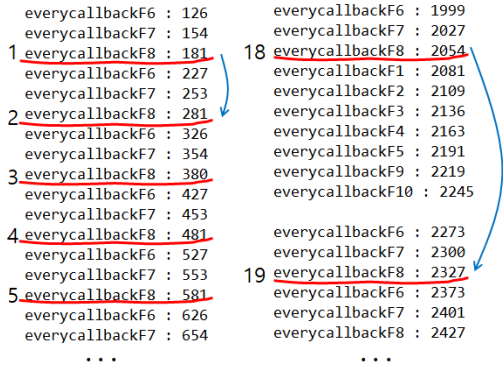 everycallbackF6 : 126
everycallbackF7 : 154
1 everycallbackF8 : 181
everycallbackF6 : 227
everycallbackF7 : 253
2 everycallbackF8 : 281
everycallbackF6 : 326
everycallbackF7 : 354
3 everycallbackF8 : 380
everycallbackF6 : 427
everycallbackF7 : 453
4 everycallbackF8 : 481
everycallbackF6 : 527
everycallbackF7 : 553
5 everycallbackF8 : 581
everycallbackF6 : 626
everycallbackF7 : 654
...
everycallbackF6 : 1999
everycallbackF7 : 2027
18 everycallbackF8 : 2054
everycallbackF1 : 2081
everycallbackF2 : 2109
everycallbackF3 : 2136
everycallbackF4 : 2163
everycallbackF5 : 2191
everycallbackF9 : 2219
everycallbackF10 : 2245
everycallbackF6 : 2273
everycallbackF7 : 2300
19 everycallbackF8 : 2327
everycallbackF6 : 2373
everycallbackF7 : 2401
everycallbackF8 : 2427
...